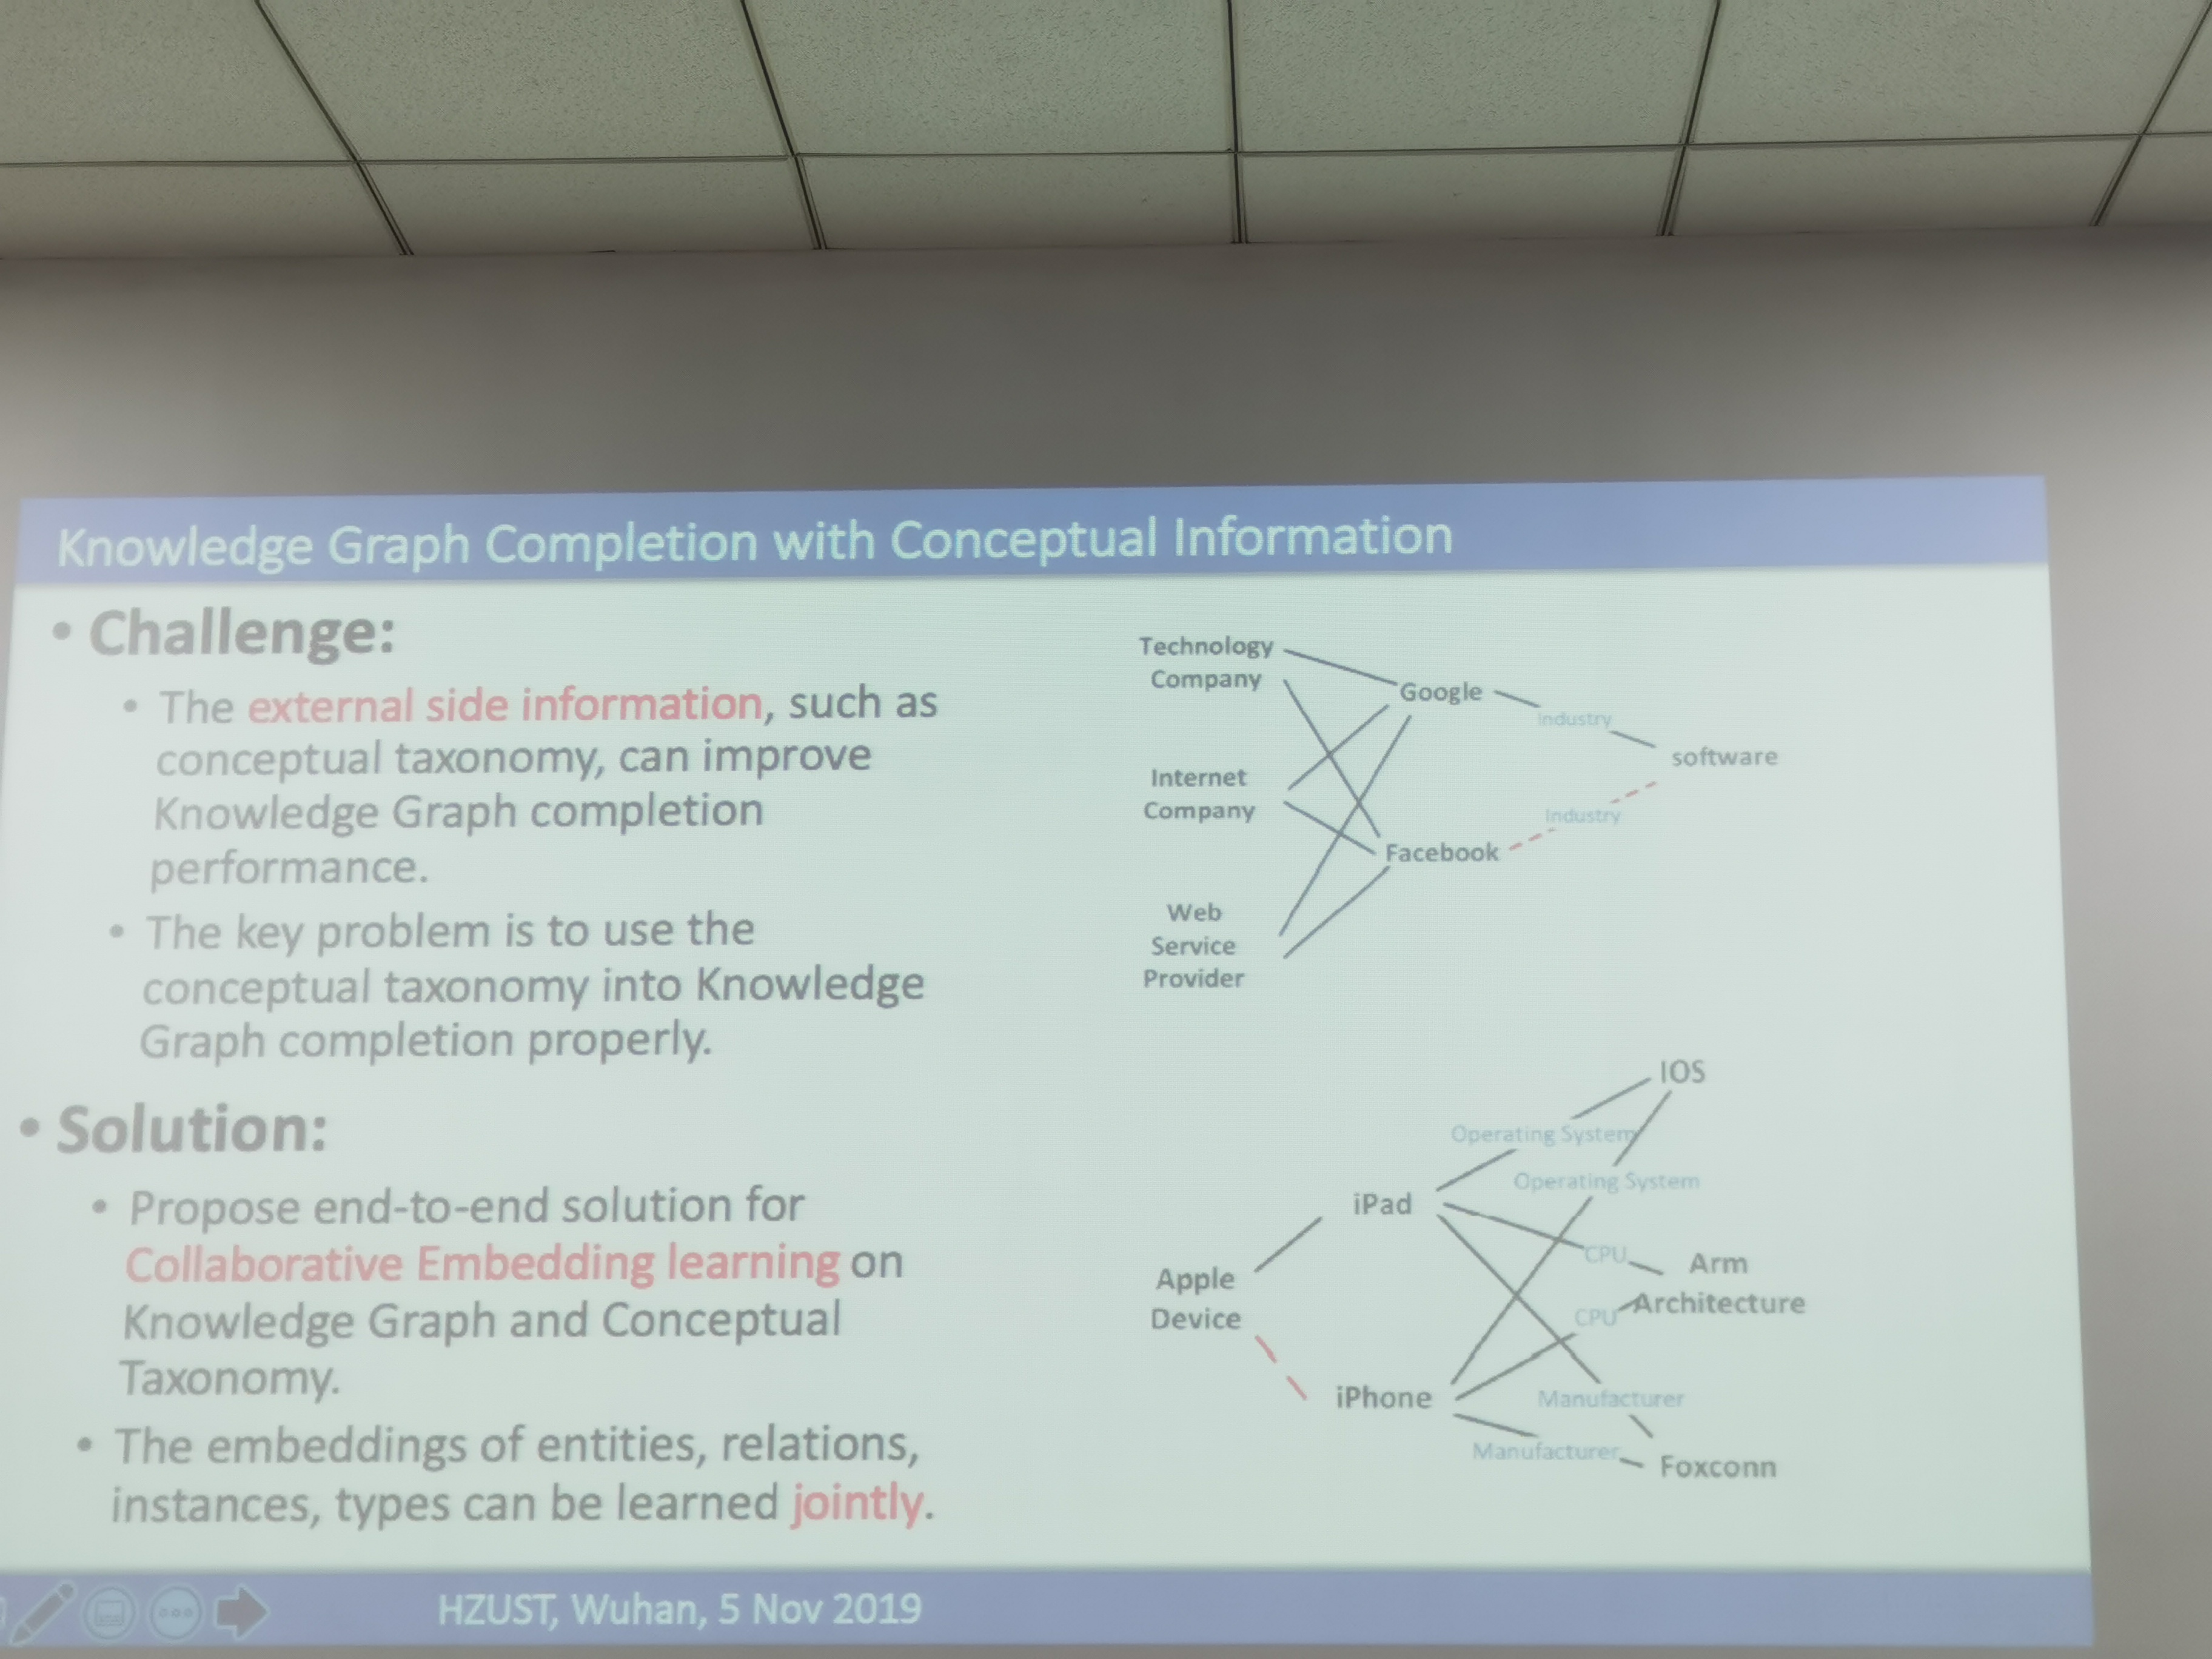 Knowledge Graph Completion with Conceptual Information
• Challenge:
• The external side information, such as
conceptual taxonomy, can improve
Knowledge Graph completion
performance.
• The key problem is to use the
conceptual taxonomy into Knowledge
Graph completion properly.
• Solution:
• Propose end-to-end solution for
Collaborative Embedding learning on
Knowledge Graph and Conceptual
Taxonomy.
• The embeddings of entities, relations,
instances, types can be learned jointly.
Technology
Company
Google
Industry
software
Internet
Company
Industry
Facebook
Web
Service
Provider
IOS
Operating System
Operating System
iPad
CPU
Arm
Architecture
CPU
Apple
Device
iPhone
Manufacturer
Manufacturer
Foxconn
HZUST, Wuhan, 5 Nov 2019